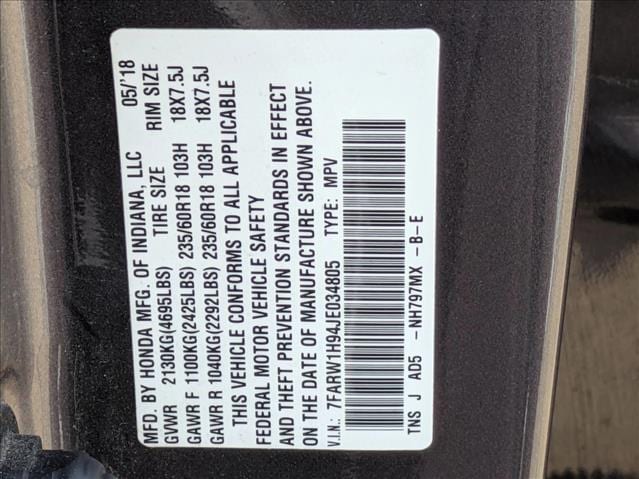 MFD. BY HONDA MFG. OF INDIANA, LLC 05/'18
GVWR 2130KG(4695LBS) TIRE SIZE RIM SIZE
GAWR F 1100KG(2425LBS) 235/60R18 103H 18X7.5J
GAWR R 1040KG(2292LBS) 235/60R18 103H 18X7.5J
THIS VEHICLE CONFORMS TO ALL APPLICABLE
FEDERAL MOTOR VEHICLE SAFETY
AND THEFT PREVENTION STANDARDS IN EFFECT
ON THE DATE OF MANUFACTURE SHOWN ABOVE.
V.I.N.: 7FARW1H94JE034805 TYPE: MPV
TNS J AD5 -NH797MX -B-E